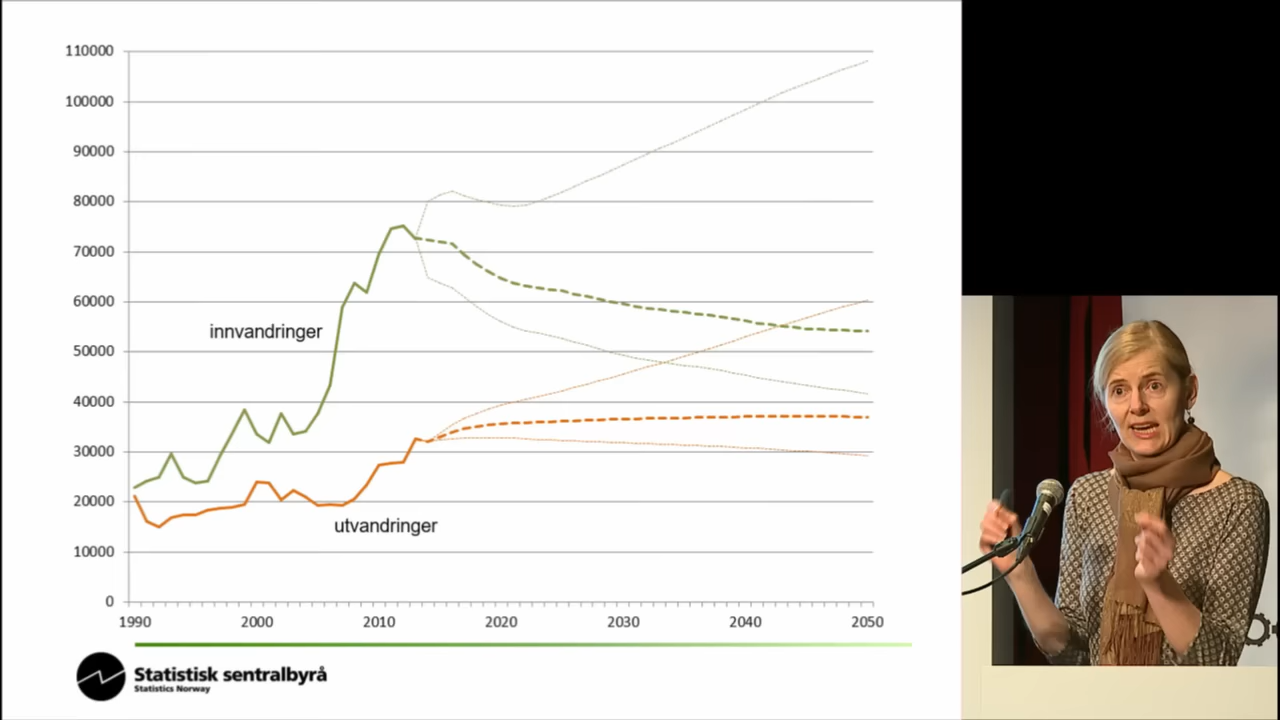 110000
100000
90000
80000
70000
60000
50000
40000
30000
20000
10000
0
innvandringer
utvandringer
1990 2000 2010 2020 2030 2040 2050
Statistisk sentralbyrå
Statistics Norway